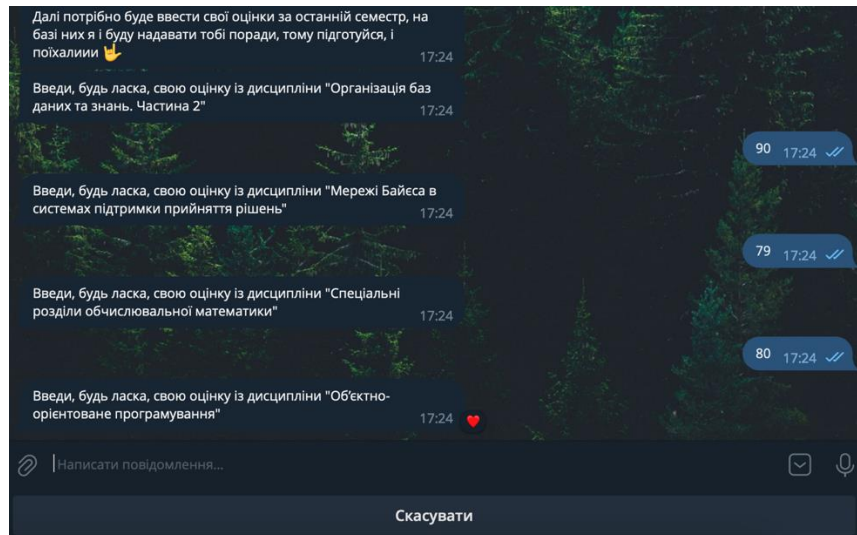 Далі потрібно буде ввести свої оцінки за останній семестр, на
базі них я і буду надавати тобі поради, тому підготуйся, і
поїхалиии 🤟
17:24
Введи, будь ласка, свою оцінку із дисципліни "Організація баз
даних та знань. Частина 2"
17:24
90 17:24
Введи, будь ласка, свою оцінку із дисципліни "Мережі Байєса в
системах підтримки прийняття рішень"
17:24
79 17:24
Введи, будь ласка, свою оцінку із дисципліни "Спеціальні
розділи обчислювальної математики"
17:24
80 17:24
Введи, будь ласка, свою оцінку із дисципліни "Об'єктно-
орієнтоване програмування"
17:24
Написати повідомлення...
Скасувати